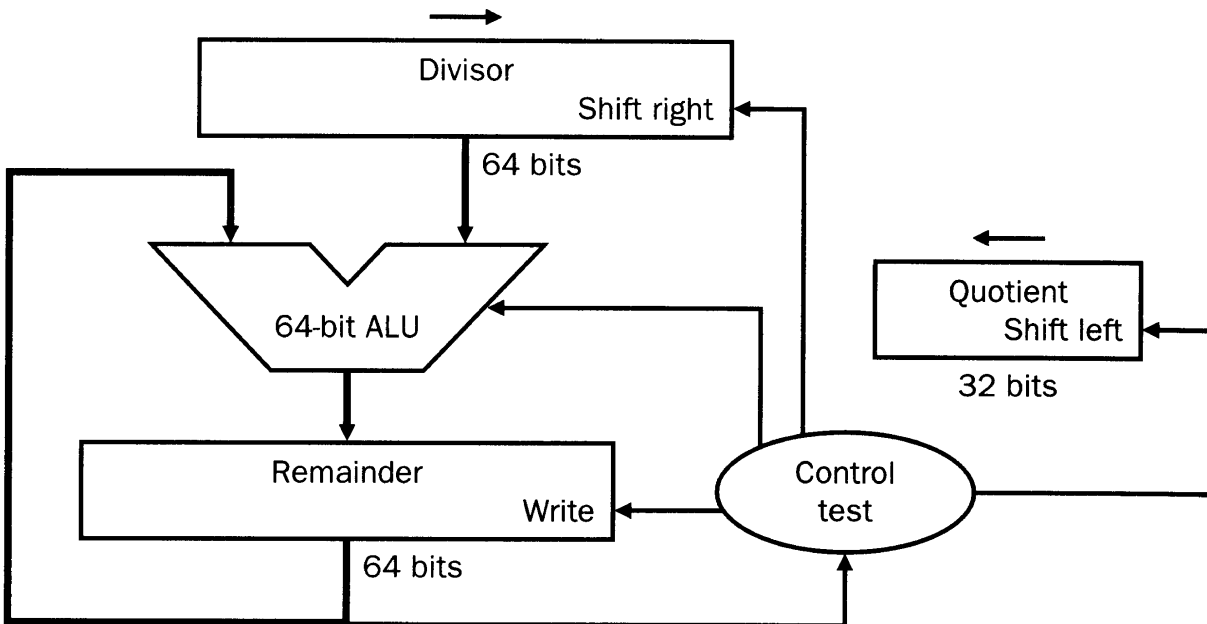 Divisor
Shift right
64 bits
64-bit ALU
Quotient
Shift left
32 bits
Remainder
Write
64 bits
Control
test